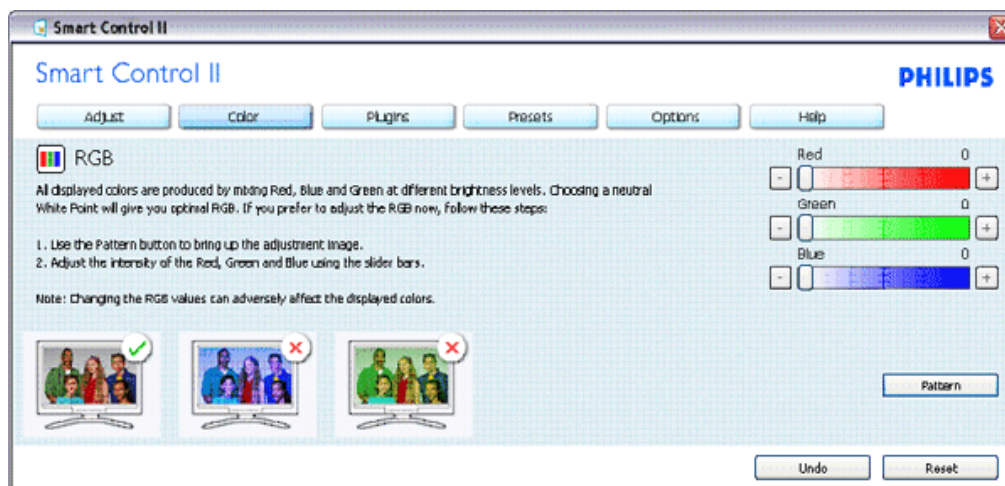 Smart Control II
Smart Control II
PHILIPS
Adjust Color Plugins Presets Options Help
RGB
All displayed colors are produced by mixing Red, Blue and Green at different brightness levels. Choosing a neutral
White Point will give you optimal RGB. If you prefer to adjust the RGB now, follow these steps:
1. Use the Pattern button to bring up the adjustment image.
2. Adjust the intensity of the Red, Green and Blue using the slider bars.
Note: Changing the RGB values can adversely affect the displayed colors.
Red 0
- +
Green 0
- +
Blue 0
- +
Pattern
Undo Reset